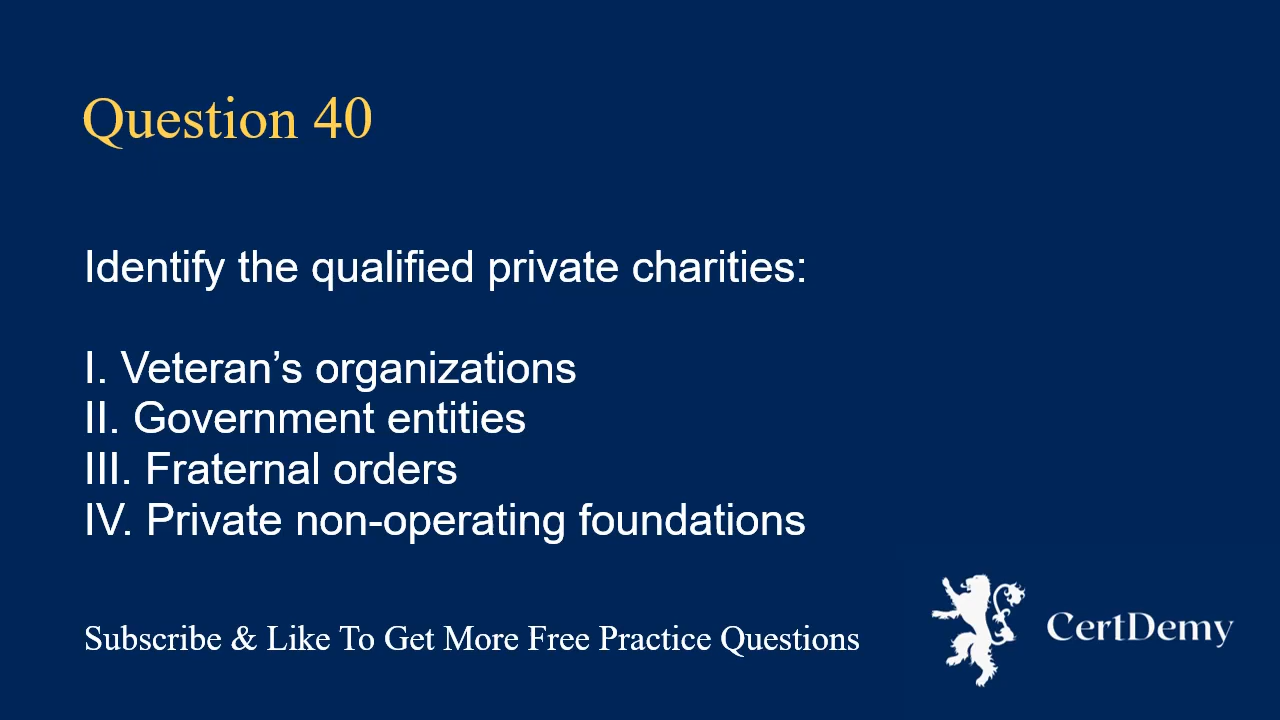 Question 40
Identify the qualified private charities:
I. Veteran’s organizations
II. Government entities
III. Fraternal orders
IV. Private non-operating foundations
Subscribe & Like To Get More Free Practice Questions
CertDemy